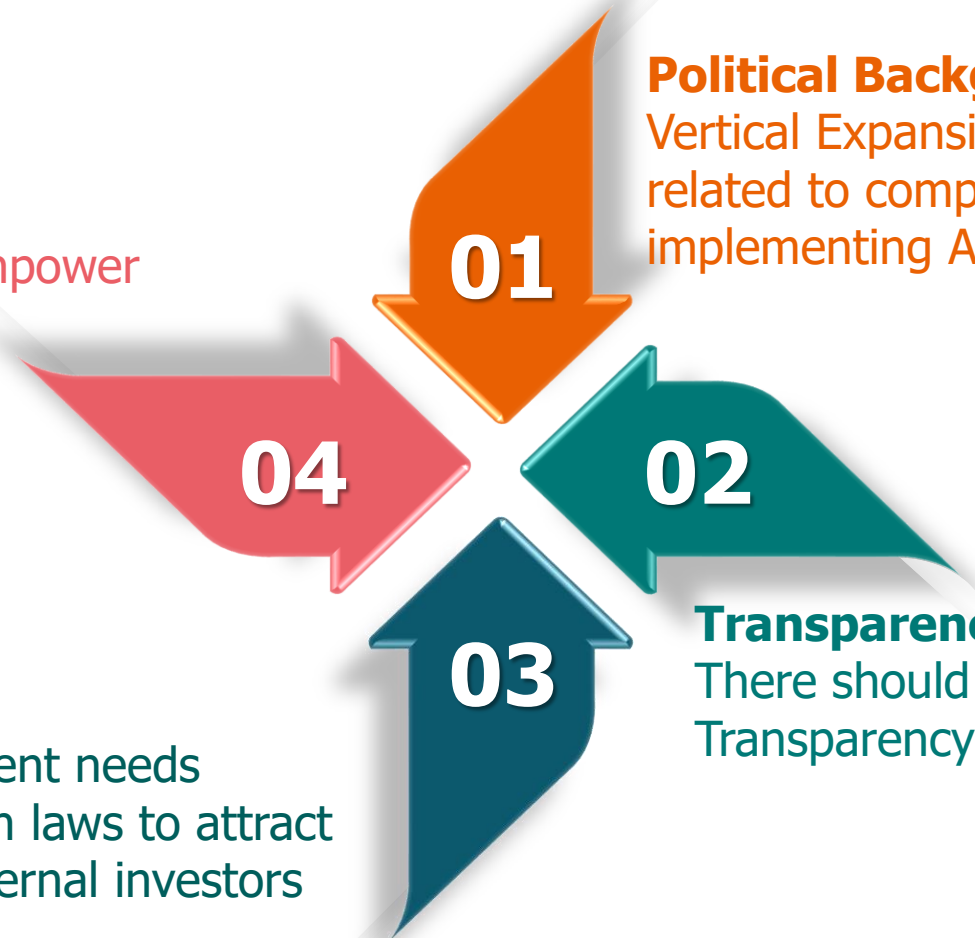 Political Backg
Vertical Expansi
related to comp
implementing A
01
npower
04
02
Transparenc
There should
Transparency
03
ent needs
n laws to attract
ernal investors